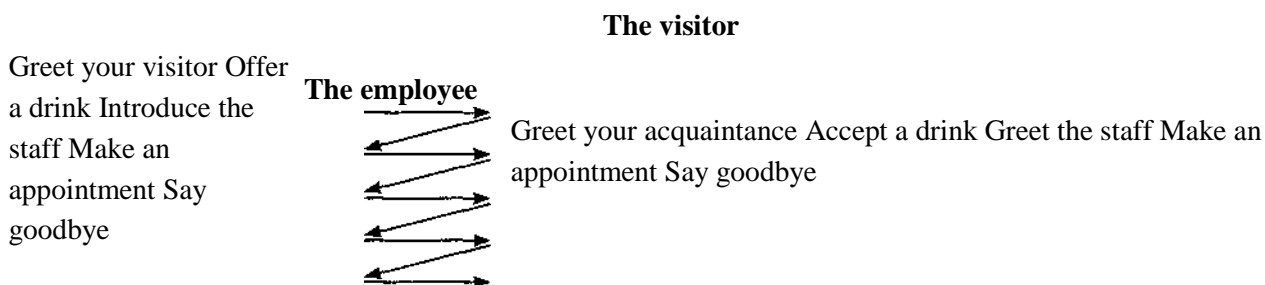 The visitor
Greet your visitor Offer
a drink Introduce the
staff Make an
appointment Say
goodbye
The employee
Greet your acquaintance Accept a drink Greet the staff Make an
appointment Say goodbye